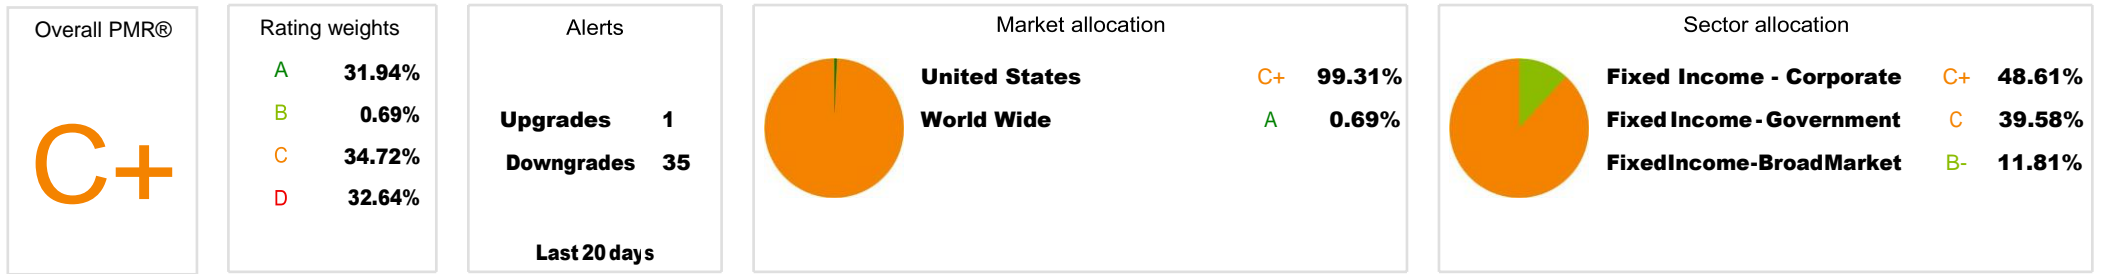 Overall PMR®
C+
Rating weights
A 31.94%
B 0.69%
C 34.72%
D 32.64%
Alerts
Upgrades 1
Downgrades 35
Last 20 days
Market allocation
United States C+ 99.31%
World Wide A 0.69%
Sector allocation
Fixed Income - Corporate C+ 48.61%
Fixed Income - Government C 39.58%
FixedIncome-BroadMarket B- 11.81%